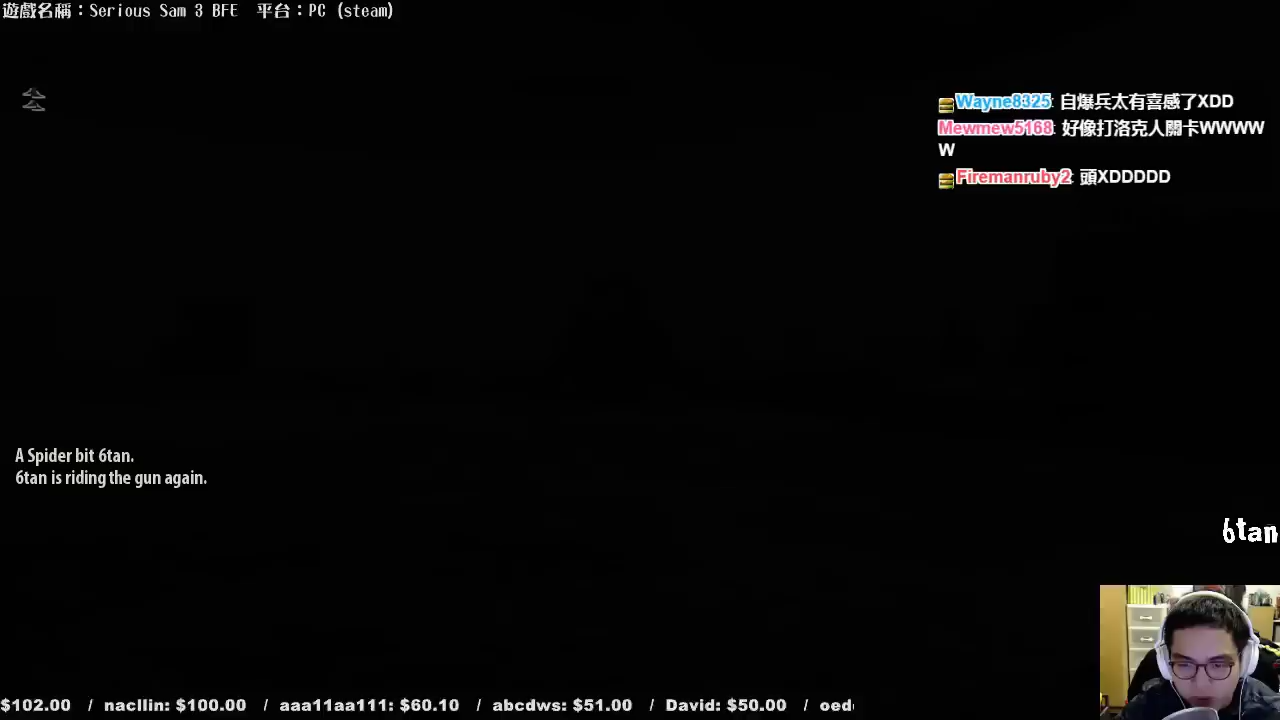 遊戲名稱：Serious Sam 3 BFE 平台：PC (steam)
Wayne8325: 自爆兵太有喜感了XDD
Mewmew5168: 好像打洛克人關卡WWWW
W
Firemanruby2: 頭XDDDDD
A Spider bit 6tan.
6tan is riding the gun again.
6tan
$102.00 / nacllin: $100.00 / aaa11aa111: $60.10 / abcdws: $51.00 / David: $50.00 / oed